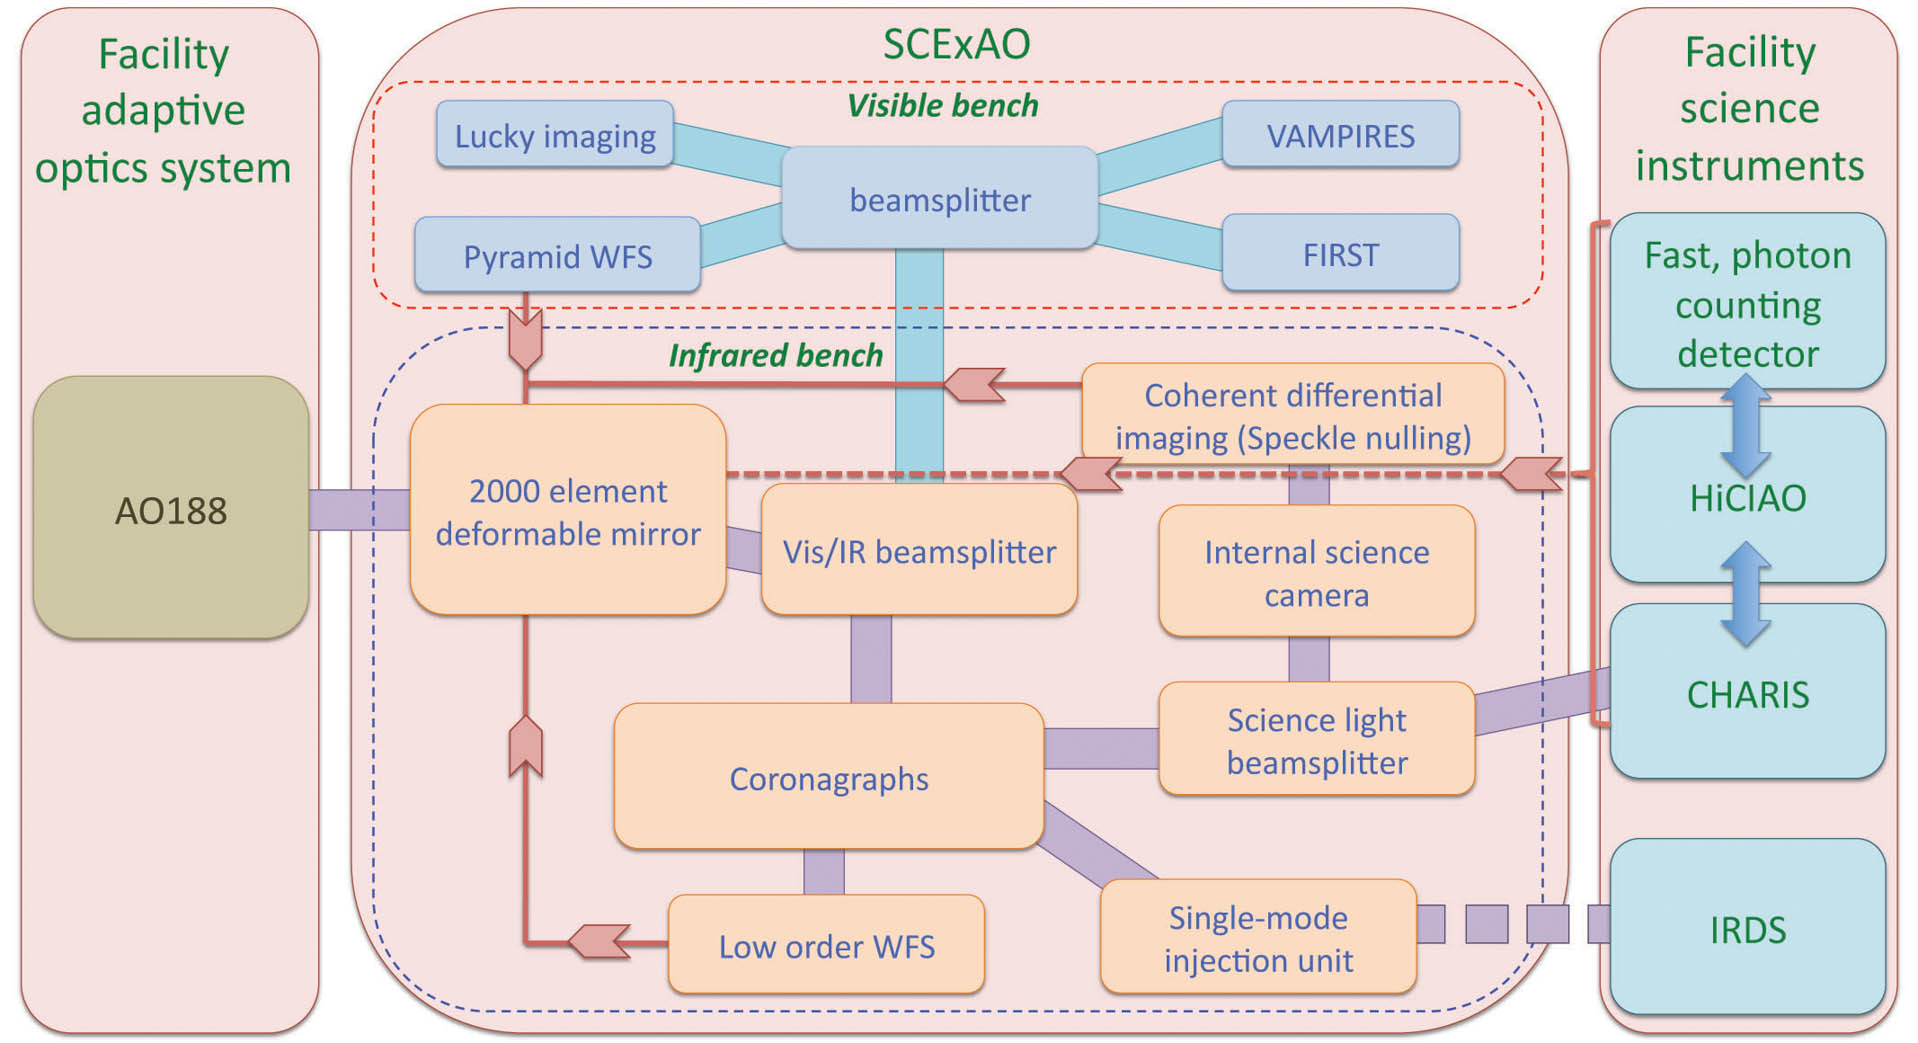 Facility
adaptive
optics system
AO188
SCExAO
Visible bench
Lucky imaging
VAMPIRES
beamsplitter
Pyramid WFS
FIRST
Infrared bench
Coherent differential
imaging (Speckle nulling)
2000 element
deformable mirror
Vis/IR beamsplitter
Internal science
camera
Science light
beamsplitter
Coronagraphs
Low order WFS
Single-mode
injection unit
Facility
science
instruments
Fast, photon
counting
detector
HiCIAO
CHARIS
IRDS